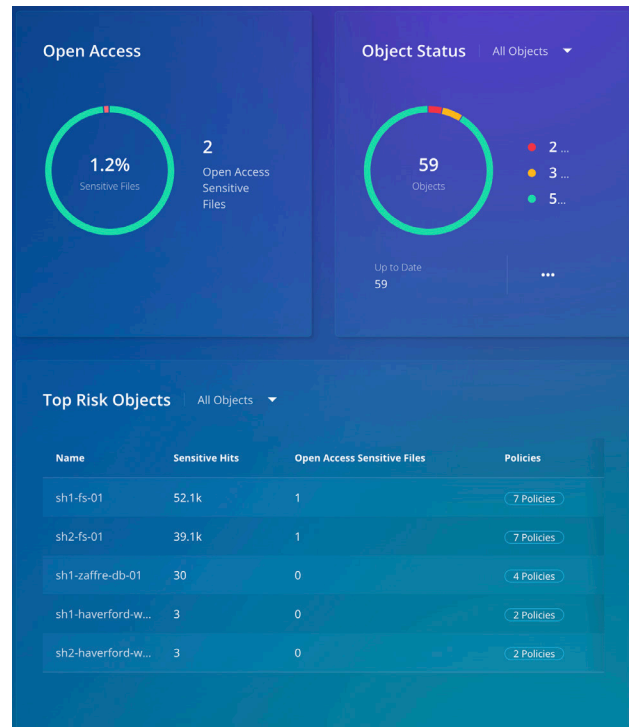 Open Access
1.2%
Sensitive Files
2
Open Access
Sensitive
Files
Object Status
All Objects
59
Objects
2 ...
3 ...
5...
Up to Date
59
•••
Top Risk Objects
All Objects
Name Sensitive Hits Open Access Sensitive Files Policies
sh1-fs-01 52.1k 1 7 Policies
sh2-fs-01 39.1k 1 7 Policies
sh1-zaffre-db-01 30 0 4 Policies
sh1-haverford-w... 3 0 2 Policies
sh2-haverford-w... 3 0 2 Policies